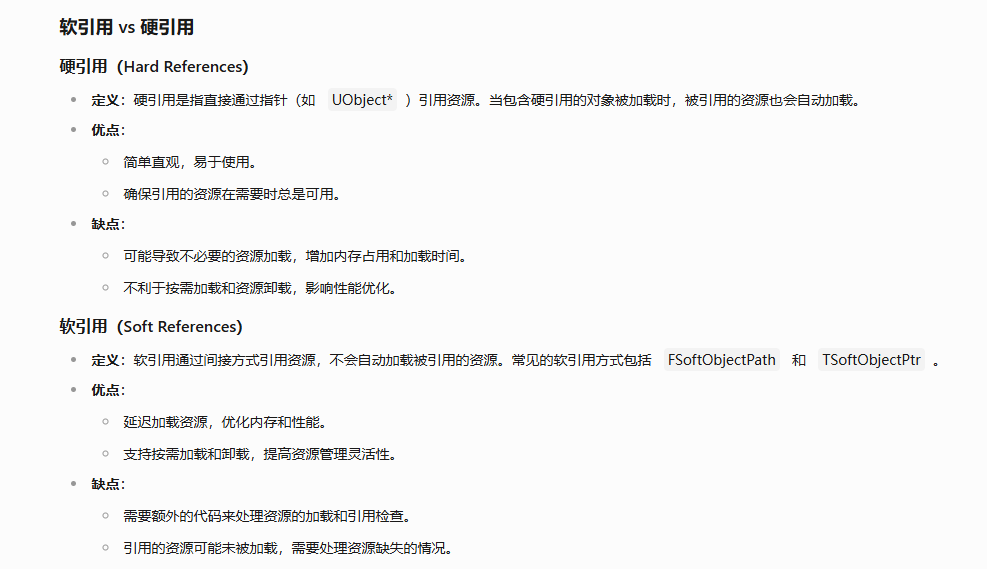 软引用 vs 硬引用
硬引用（Hard References）
定义：硬引用是指直接通过指针（如 UObject* ）引用资源。当包含硬引用的对象被加载时，被引用的资源也会自动加载。
优点：
简单直观，易于使用。
确保引用的资源在需要时总是可用。
缺点：
可能导致不必要的资源加载，增加内存占用和加载时间。
不利于按需加载和资源卸载，影响性能优化。
软引用（Soft References）
定义：软引用通过间接方式引用资源，不会自动加载被引用的资源。常见的软引用方式包括 FSoftObjectPath 和 TSoftObjectPtr 。
优点：
延迟加载资源，优化内存和性能。
支持按需加载和卸载，提高资源管理灵活性。
缺点：
需要额外的代码来处理资源的加载和引用检查。
引用的资源可能未被加载，需要处理资源缺失的情况。